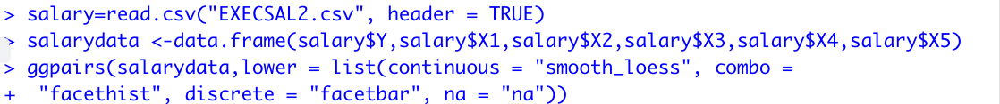 > salary=read.csv("EXECSAL2.csv", header = TRUE)
> salarydata <-data.frame(salary$Y,salary$X1,salary$X2,salary$X3,salary$X4,salary$X5)
> ggpairs(salarydata,lower = list(continuous = "smooth_loess", combo =
+  "facethist", discrete = "facetbar", na = "na"))